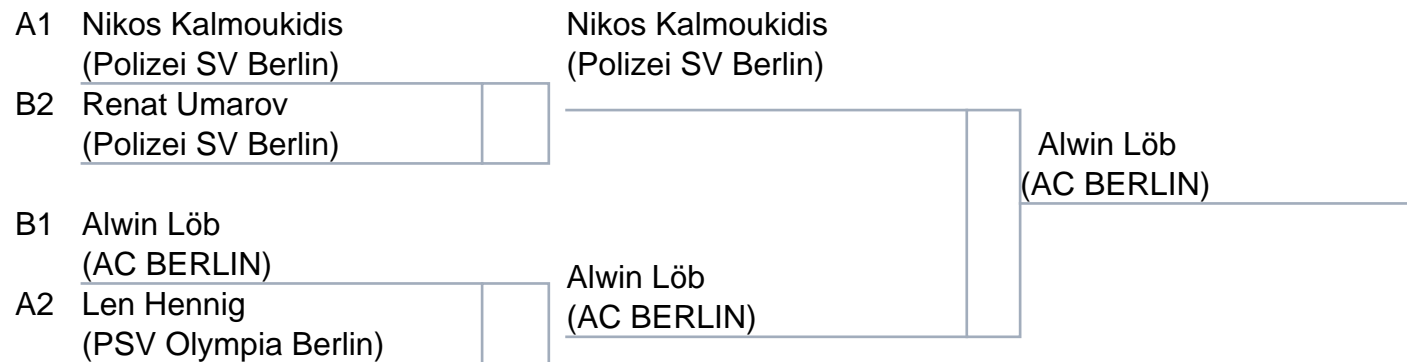 A1 Nikos Kalmoukidis
(Polizei SV Berlin)
B2 Renat Umarov
(Polizei SV Berlin)
B1 Alwin Löb
(AC BERLIN)
A2 Len Hennig
(PSV Olympia Berlin)
Nikos Kalmoukidis
(Polizei SV Berlin)
Alwin Löb
(AC BERLIN)
Alwin Löb
(AC BERLIN)